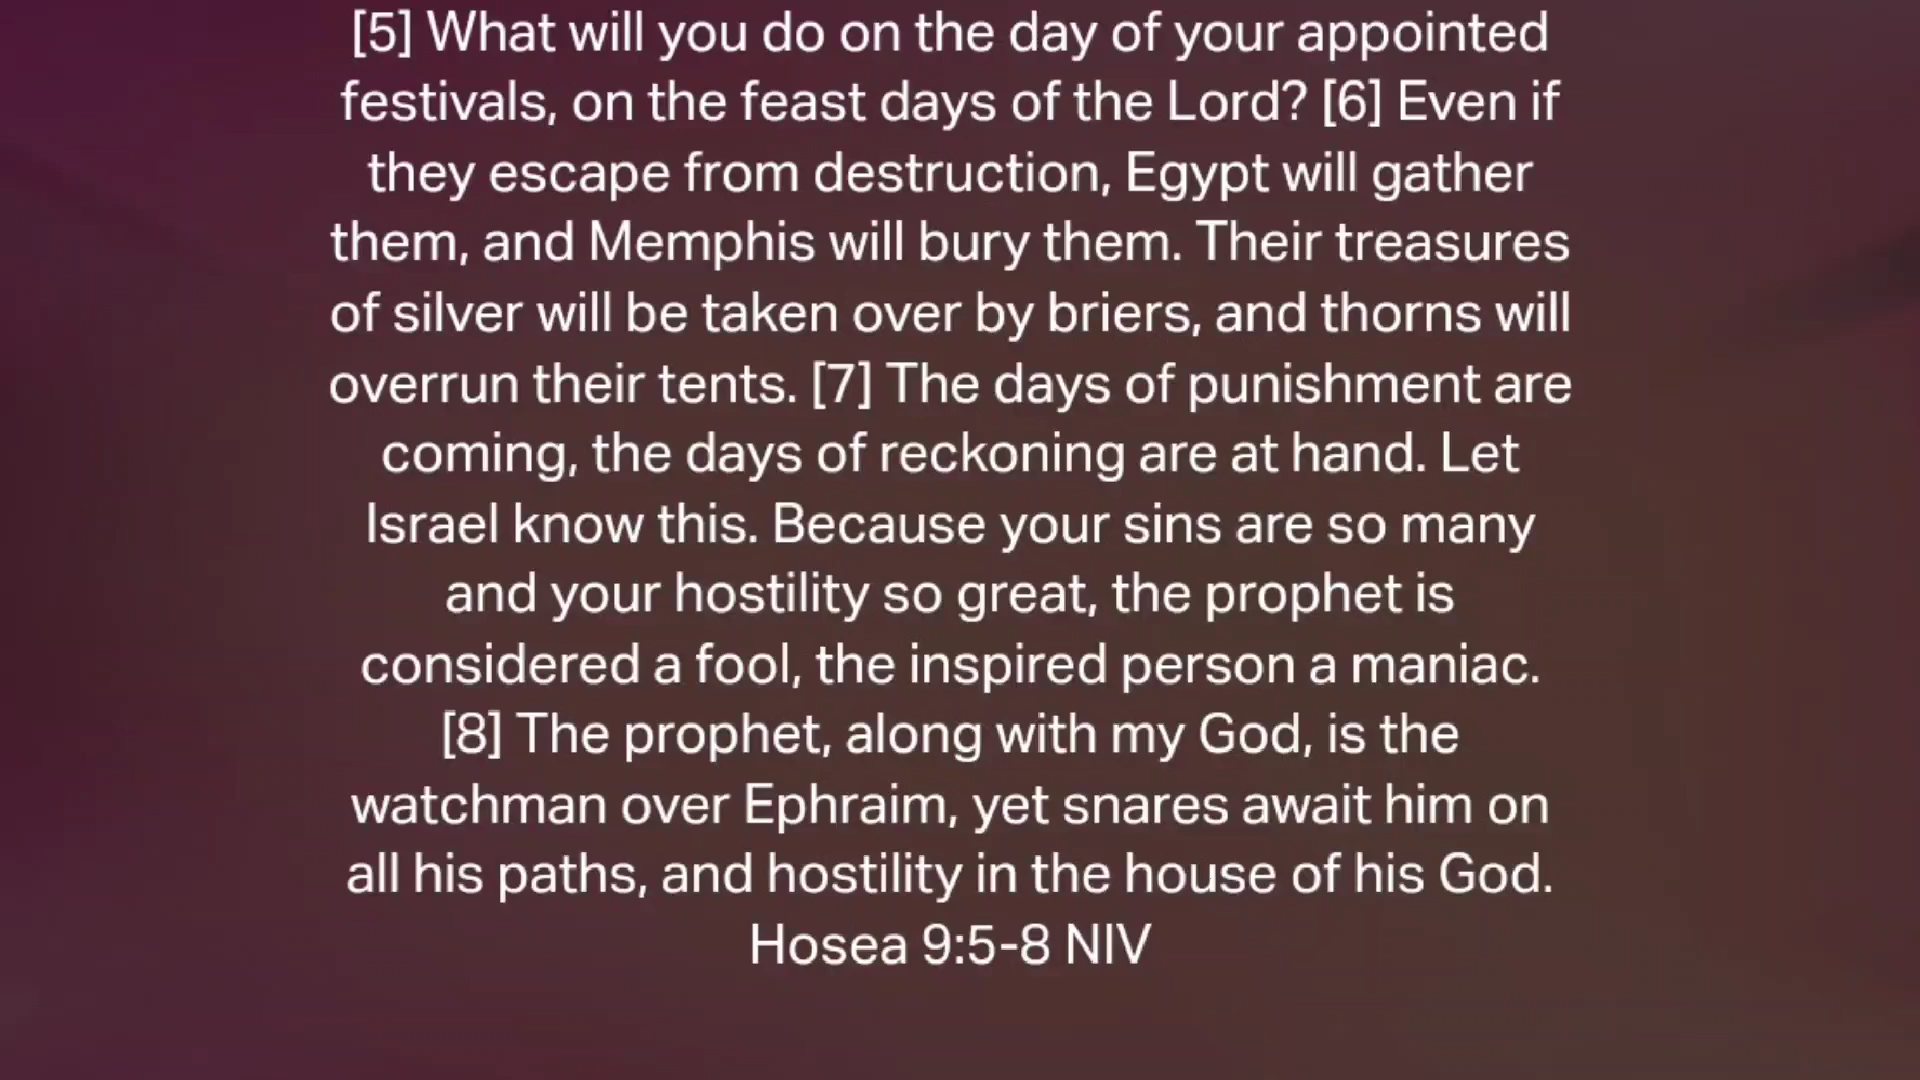 [5] What will you do on the day of your appointed
festivals, on the feast days of the Lord? [6] Even if
they escape from destruction, Egypt will gather
them, and Memphis will bury them. Their treasures
of silver will be taken over by briers, and thorns will
overrun their tents. [7] The days of punishment are
coming, the days of reckoning are at hand. Let
Israel know this. Because your sins are so many
and your hostility so great, the prophet is
considered a fool, the inspired person a maniac.
[8] The prophet, along with my God, is the
watchman over Ephraim, yet snares await him on
all his paths, and hostility in the house of his God.
Hosea 9:5-8 NIV